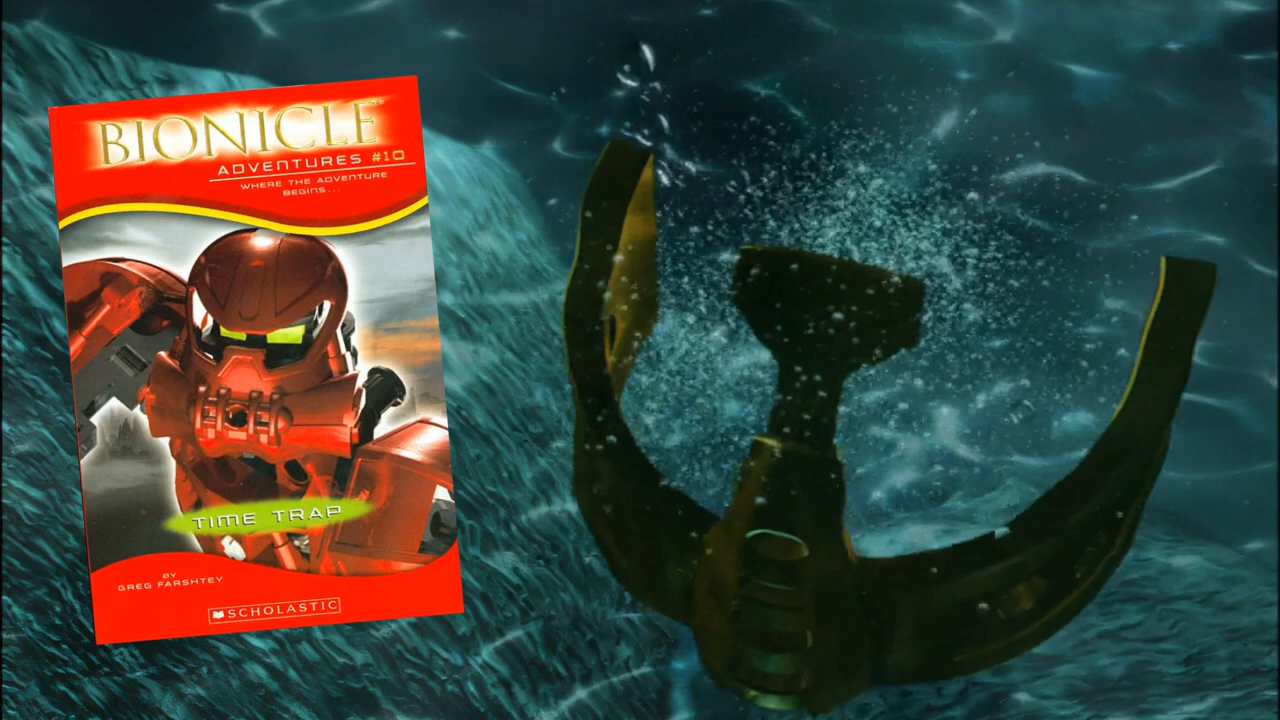 BIONICLE
ADVENTURES #10
WHERE THE ADVENTURE
BEGINS...
TIME TRAP
BY
GREG FARSHTEY
SCHOLASTIC